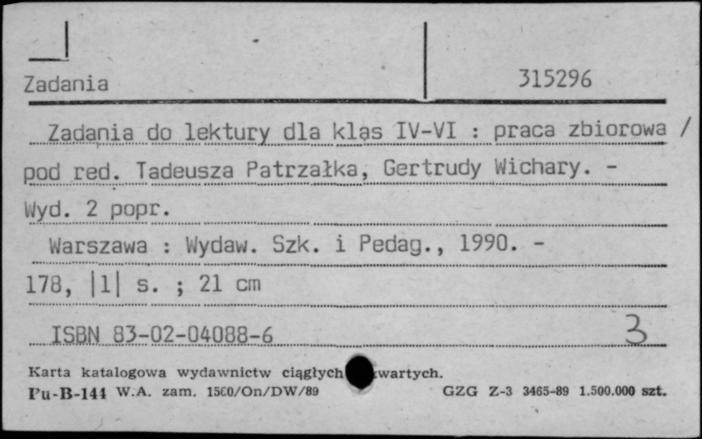 Zadania 315296
Zadania do lektury dla klas IV-VI : praca zbiorowa /
pod red. Tadeusza Patrzałka, Gertrudy Wichary. -
Wyd. 2 popr.
Warszawa : Wydaw. Szk. i Pedag., 1990. -
178, |1| s. ; 21 cm
ISBN 83-02-04088-6 3
Karta katalogowa wydawnictw ciągłych wartych.
Pu-B-144 W.A. zam. 1500/On/DW/89 GZG Z-3 3465-89 1.500.000 szt.